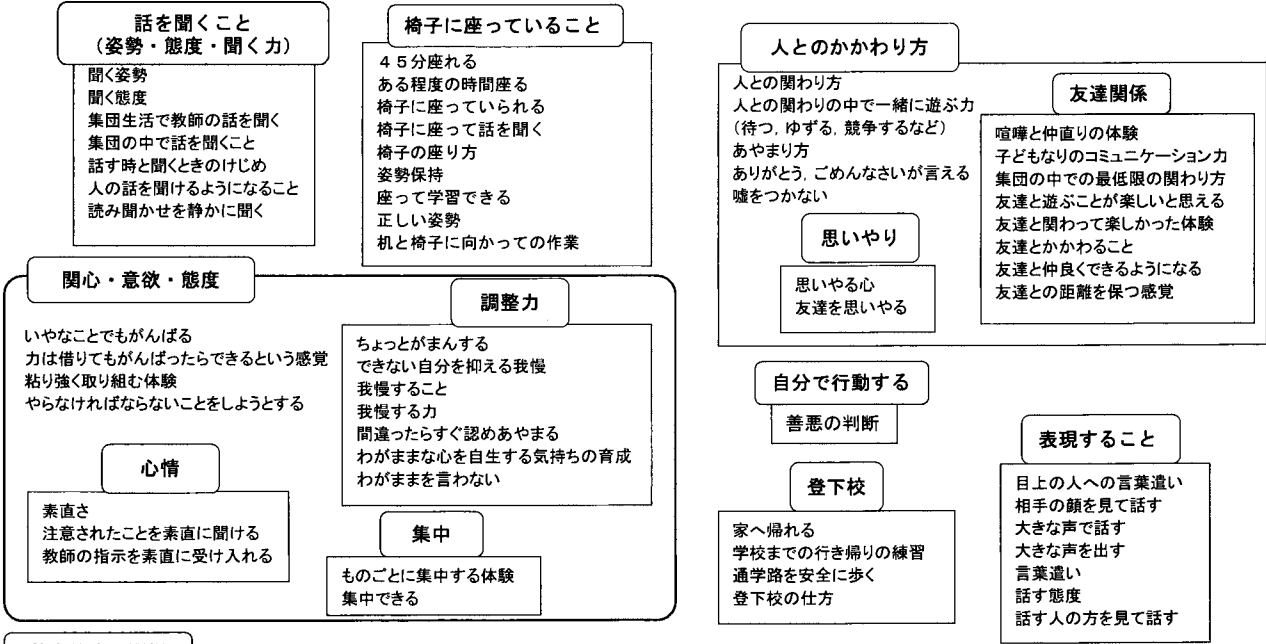 話を聞くこと
(姿勢・態度・聞く力)
聞く姿勢
聞く態度
集団生活で教師の話を聞く
集団の中で話を聞くこと
話す時と聞くときのけじめ
人の話を聞けるようになること
読み聞かせを静かに聞く
椅子に座っていること
45分座れる
ある程度の時間座る
椅子に座っていられる
椅子に座って話を聞く
椅子の座り方
姿勢保持
座って学習できる
正しい姿勢
机と椅子に向かっての作業
人とのかかわり方
人との関わり方
人との関わりの中で一緒に遊ぶ力
(待つ,ゆずる,競争するなど)
あやまり方
ありがとう,ごめんなさいが言える
嘘をつかない
友達関係
喧嘩と仲直りの体験
子どもなりのコミュニケーション力
集団の中での最低限の関わり方
友達と遊ぶことが楽しいと思える
友達と関わって楽しかった体験
友達とかかわること
友達と仲良くできるようになる
友達との距離を保つ感覚
思いやり
思いやる心
友達を思いやる
関心・意欲・態度
いやなことでもがんばる
力は借りてもがんばったらできるという感覚
粘り強く取り組む体験
やらなければならないことをしようとする
調整力
ちょっとがまんする
できない自分を抑える我慢
我慢すること
我慢する力
間違ったらすぐ認めあやまる
わがままな心を自生する気持ちの育成
わがままを言わない
心情
素直さ
注意されたことを素直に聞ける
教師の指示を素直に受け入れる
集中
ものごとに集中する体験
集中できる
自分で行動する
善悪の判断
登下校
家へ帰れる
学校までの行き帰りの練習
通学路を安全に歩く
登下校の仕方
表現すること
目上の人への言葉遣い
相手の顔を見て話す
大きな声で話す
大きな声を出す
言葉遣い
話す態度
話す人の方を見て話す